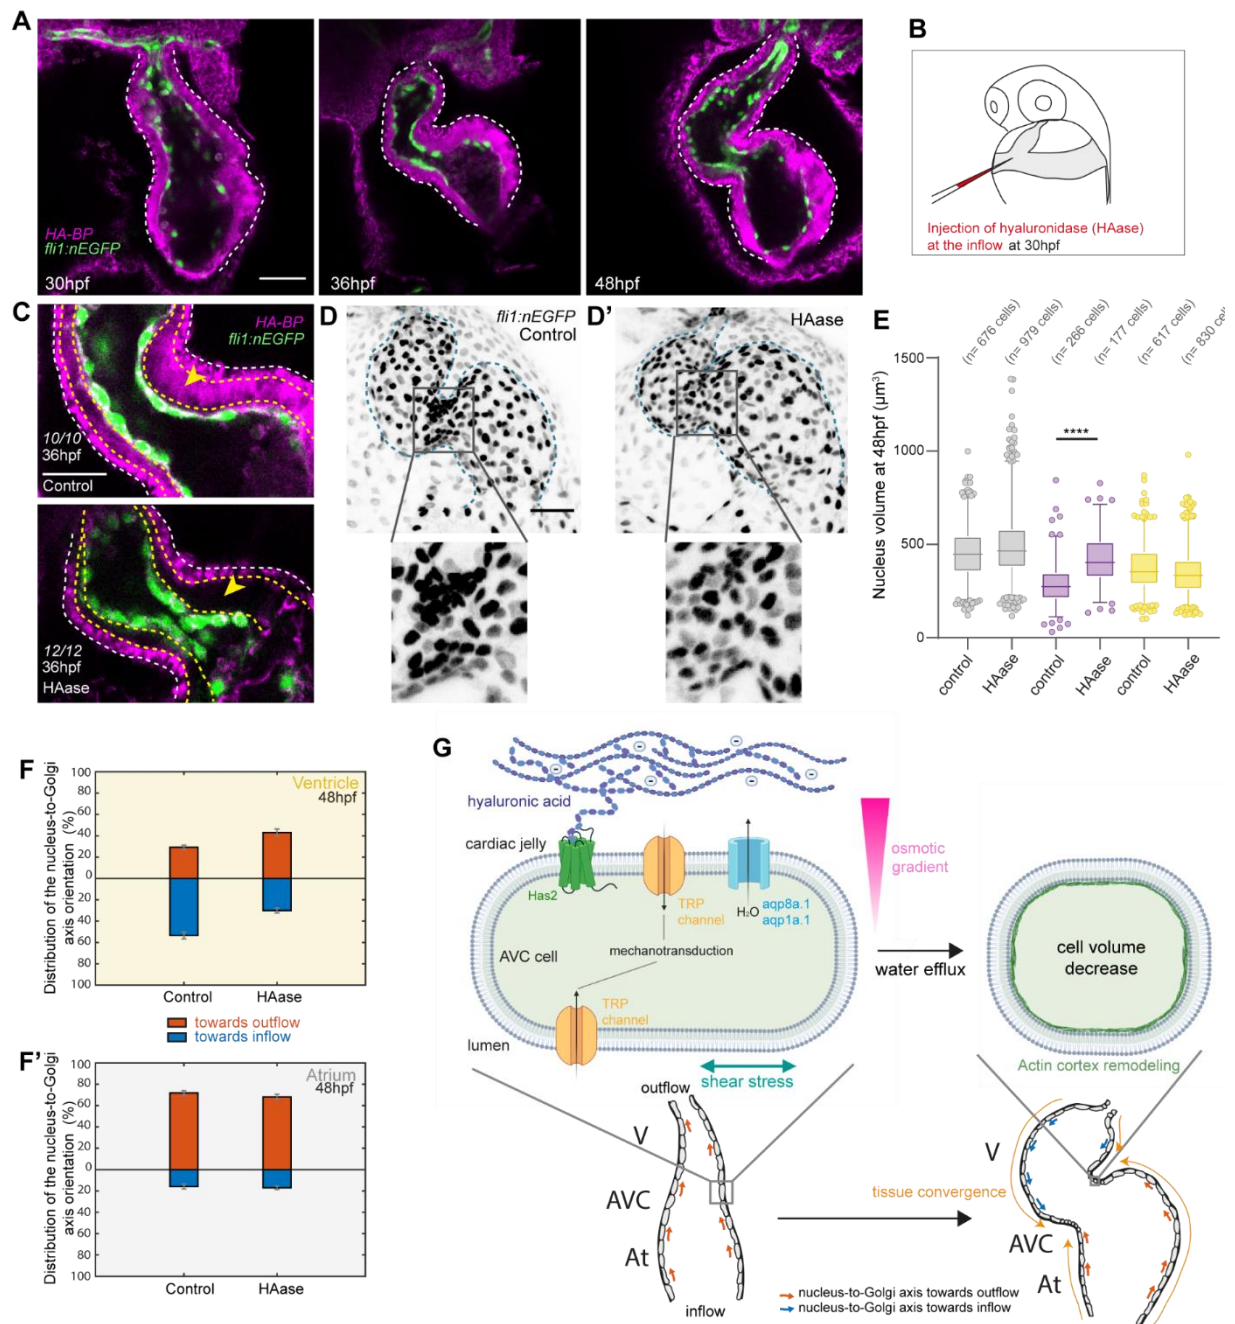 A
HA-BP
fli1:nEGFP
30hpf
36hpf
48hpf
B
Injection of hyaluronidase (HAase)
at the inflow at 30hpf
C
HA-BP
fli1:nEGFP
10/10
36hpf
Control
12/12
36hpf
HAase
D
fli1:nEGFP
Control
D'
HAase
E
(n= 676 cells)
(n= 979 cells)
(n= 266 cells)
(n= 177 cells)
(n= 617 cells)
(n= 830 cel
Nucleus volume at 48hpf (µm³)
1500
1000
500
0
****
control
HAase
control
HAase
control
HAase
F
Distribution of the nucleus-to-Golgi
axis orientation (%)
100
80
60
40
20
0
20
40
60
80
100
Ventricle
48hpf
Control
HAase
towards outflow
towards inflow
F'
Distribution of the nucleus-to-Golgi
axis orientation (%)
100
80
60
40
20
0
20
40
60
80
100
Atrium
48hpf
Control
HAase
G
hyaluronic acid
cardiac jelly
Has2
TRP
channel
H₂O
aqp8a.1
aqp1a.1
osmotic
gradient
mechanotransduction
AVC cell
TRP
channel
lumen
shear stress
water efflux
cell volume
decrease
Actin cortex remodeling
outflow
V
AVC
At
inflow
tissue convergence
V
AVC
At
nucleus-to-Golgi axis towards outflow
nucleus-to-Golgi axis towards inflow